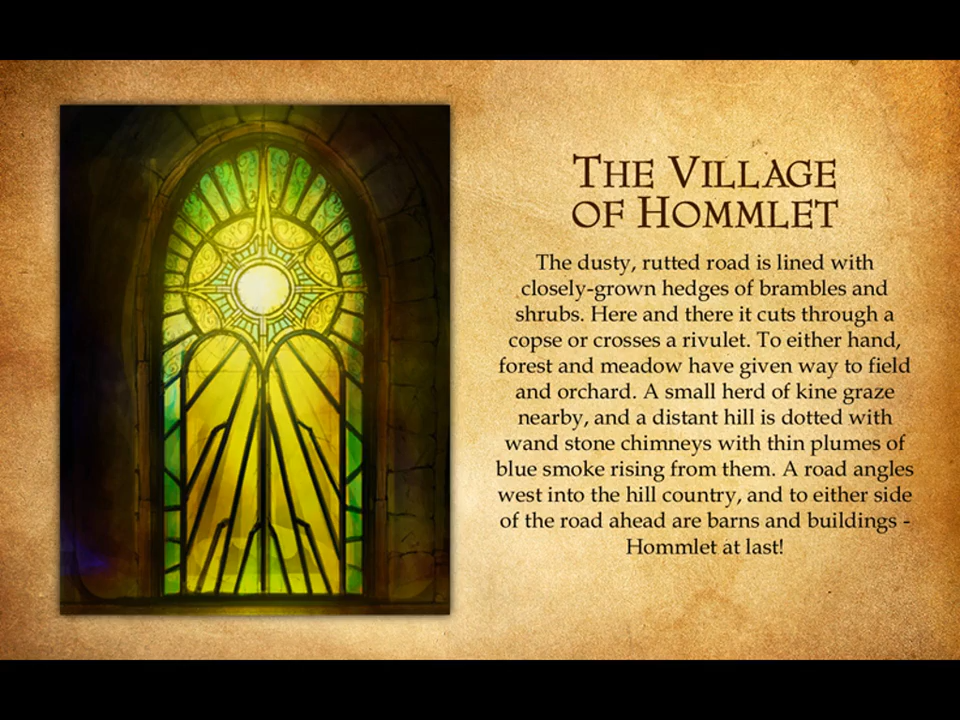 THE VILLAGE
OF HOMMLET
The dusty, rutted road is lined with
closely-grown hedges of brambles and
shrubs. Here and there it cuts through a
copse or crosses a rivulet. To either hand,
forest and meadow have given way to field
and orchard. A small herd of kine graze
nearby, and a distant hill is dotted with
wand stone chimneys with thin plumes of
blue smoke rising from them. A road angles
west into the hill country, and to either side
of the road ahead are barns and buildings -
Hommlet at last!